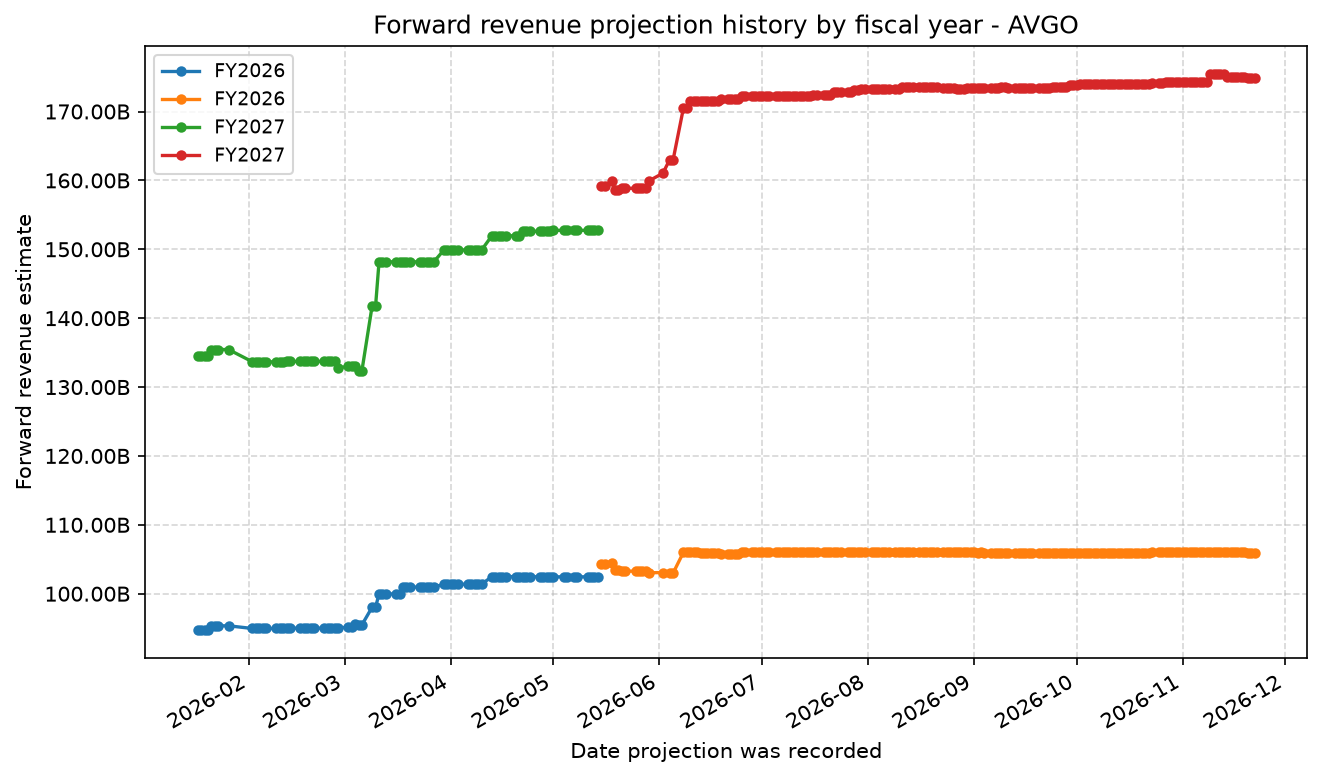 Forward revenue projection history by fiscal year - AVGO
FY2026
FY2026
FY2027
FY2027
Forward revenue estimate
170.00B
160.00B
150.00B
140.00B
130.00B
120.00B
110.00B
100.00B
2026-02
2026-03
2026-04
2026-05
2026-06
2026-07
2026-08
2026-09
2026-10
2026-11
2026-12
Date projection was recorded